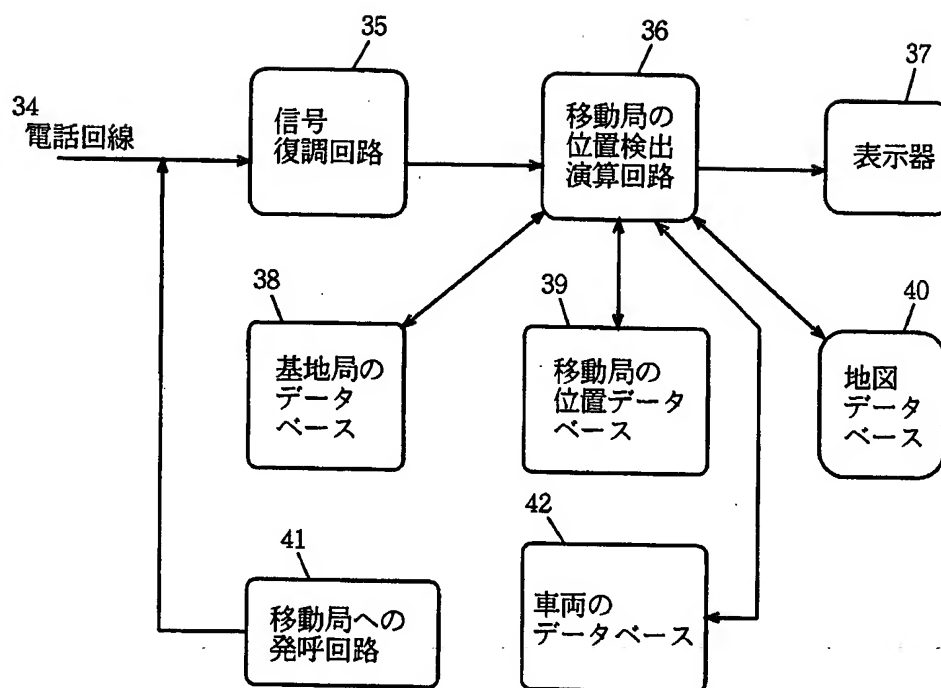 35
36
37
34
電話回線
信号
復調回路
移動局の
位置検出
演算回路
表示器
38
39
40
基地局の
データ
ベース
移動局の
位置データ
ベース
地図
データ
ベース
41
42
移動局への
発呼回路
車両の
データベース